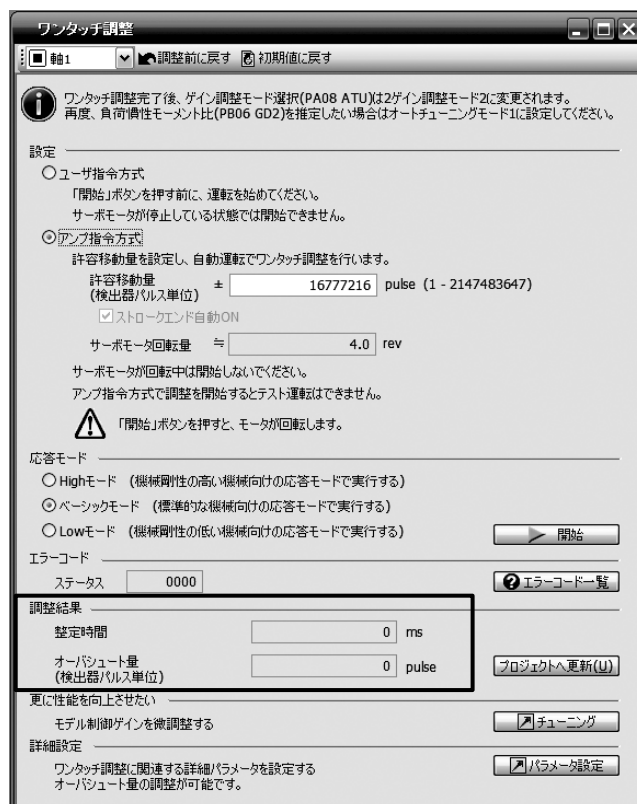 ワンタッチ調整
軸1 調整前に戻す 初期値に戻す
ワンタッチ調整完了後、ゲイン調整モード選択(PA08 ATU)は2ゲイン調整モード2に変更されます。
再度、負荷慣性モーメント比(PB06 GD2)を推定したい場合はオートチューニングモード1に設定してください。
設定
ユーザ指令方式
「開始」ボタンを押す前に、運転を始めてください。
サーボモータが停止している状態では開始できません。
アンプ指令方式
許容移動量を設定し、自動運転でワンタッチ調整を行います。
許容移動量
(検出器パルス単位) ± 16777216 pulse (1 - 2147483647)
ストロークエンド自動ON
サーボモータ回転量 ≒ 4.0 rev
サーボモータが回転中は開始しないでください。
アンプ指令方式で調整を開始するとテスト運転はできません。
「開始」ボタンを押すと、モータが回転します。
応答モード
Highモード (機械剛性の高い機械向けの応答モードで実行する)
ベーシックモード (標準的な機械向けの応答モードで実行する)
Lowモード (機械剛性の低い機械向けの応答モードで実行する) 開始
エラーコード
ステータス 0000 エラーコード一覧
調整結果
整定時間 0 ms
オーバシュート量
(検出器パルス単位) 0 pulse プロジェクトへ更新(U)
更に性能を向上させたい
モデル制御ゲインを微調整する チューニング
詳細設定
ワンタッチ調整に関連する詳細パラメータを設定する パラメータ設定
オーバシュート量の調整が可能です。